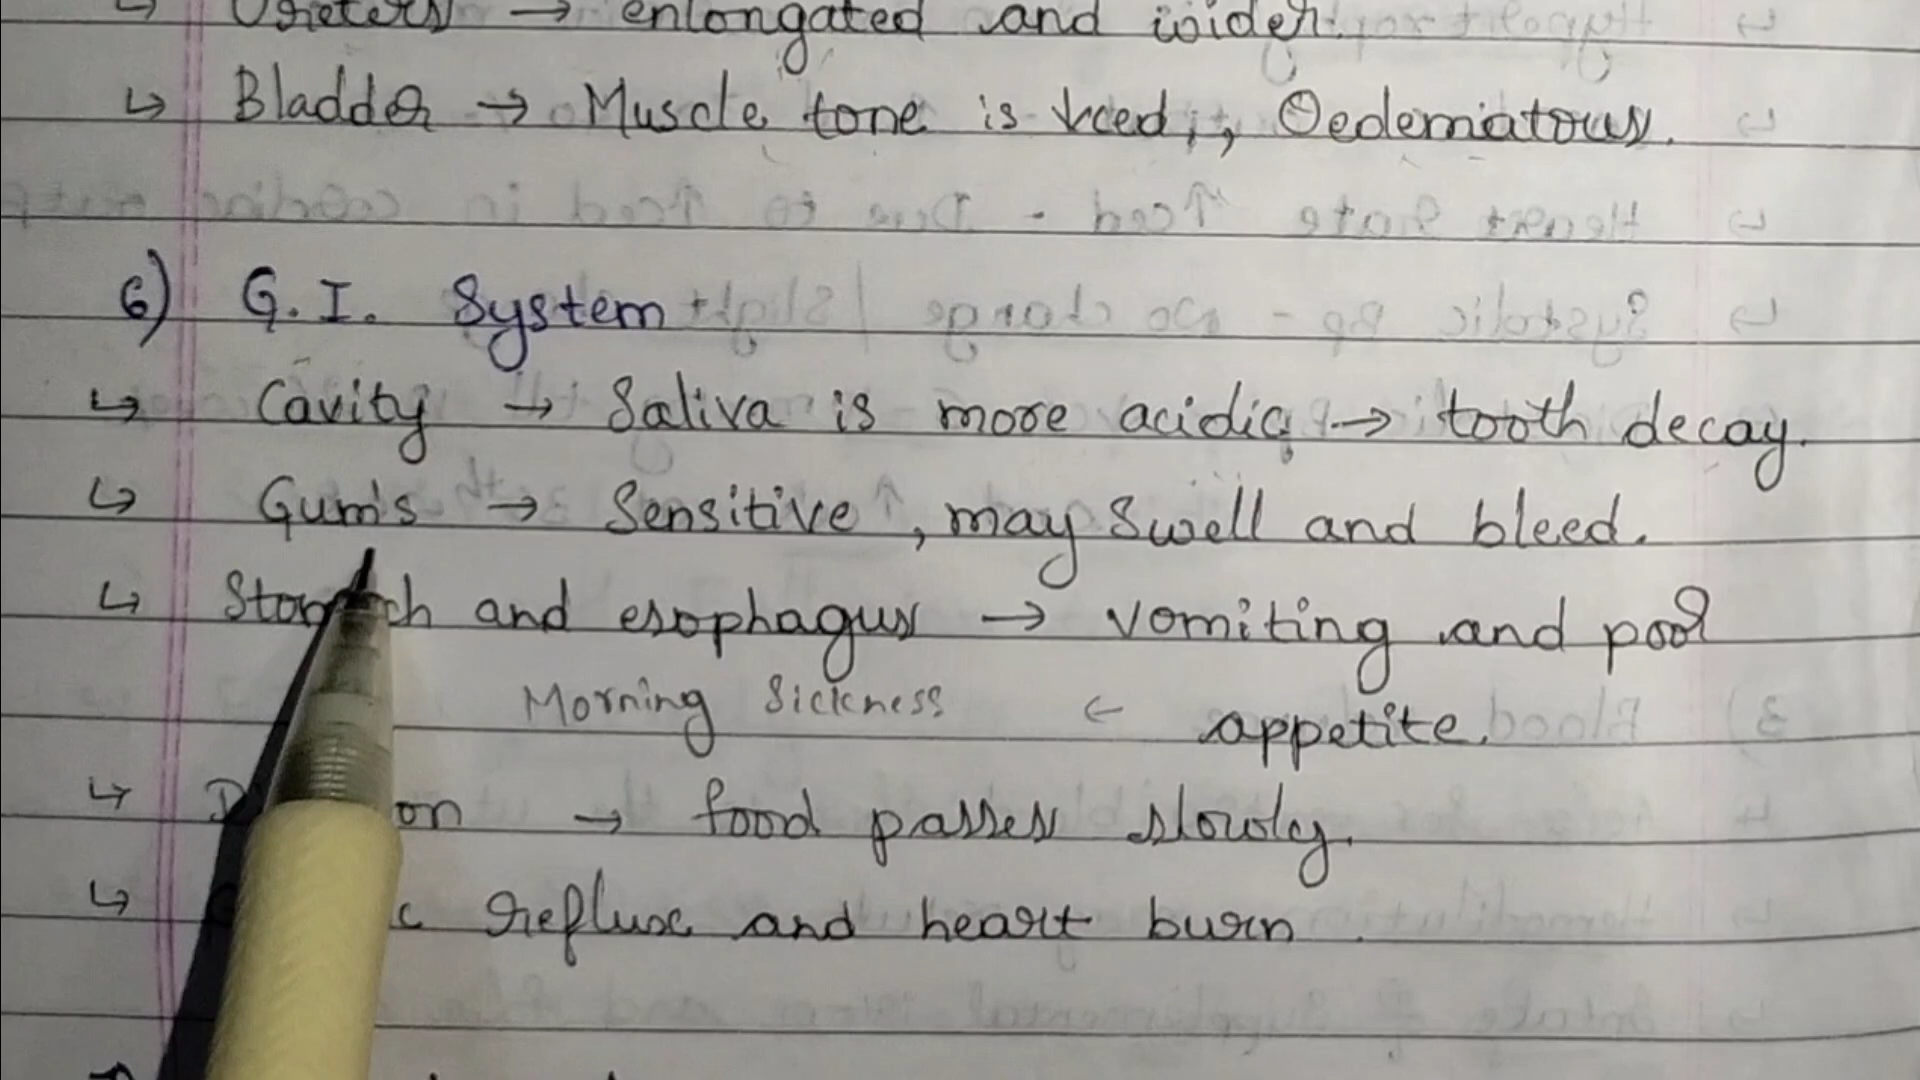 ↳ Ureters → enlongated and wider.
↳ Bladder → Muscle tone is ↓ced, Oedematous.
6) G.I. System
↳ Cavity → Saliva is more acidic → tooth decay.
↳ Gum's → Sensitive, may swell and bleed.
↳ and esophagus → vomiting and poor
Morning Sickness ← appetite.
↳ → food passes slowly.
↳ reflux and heart burn.